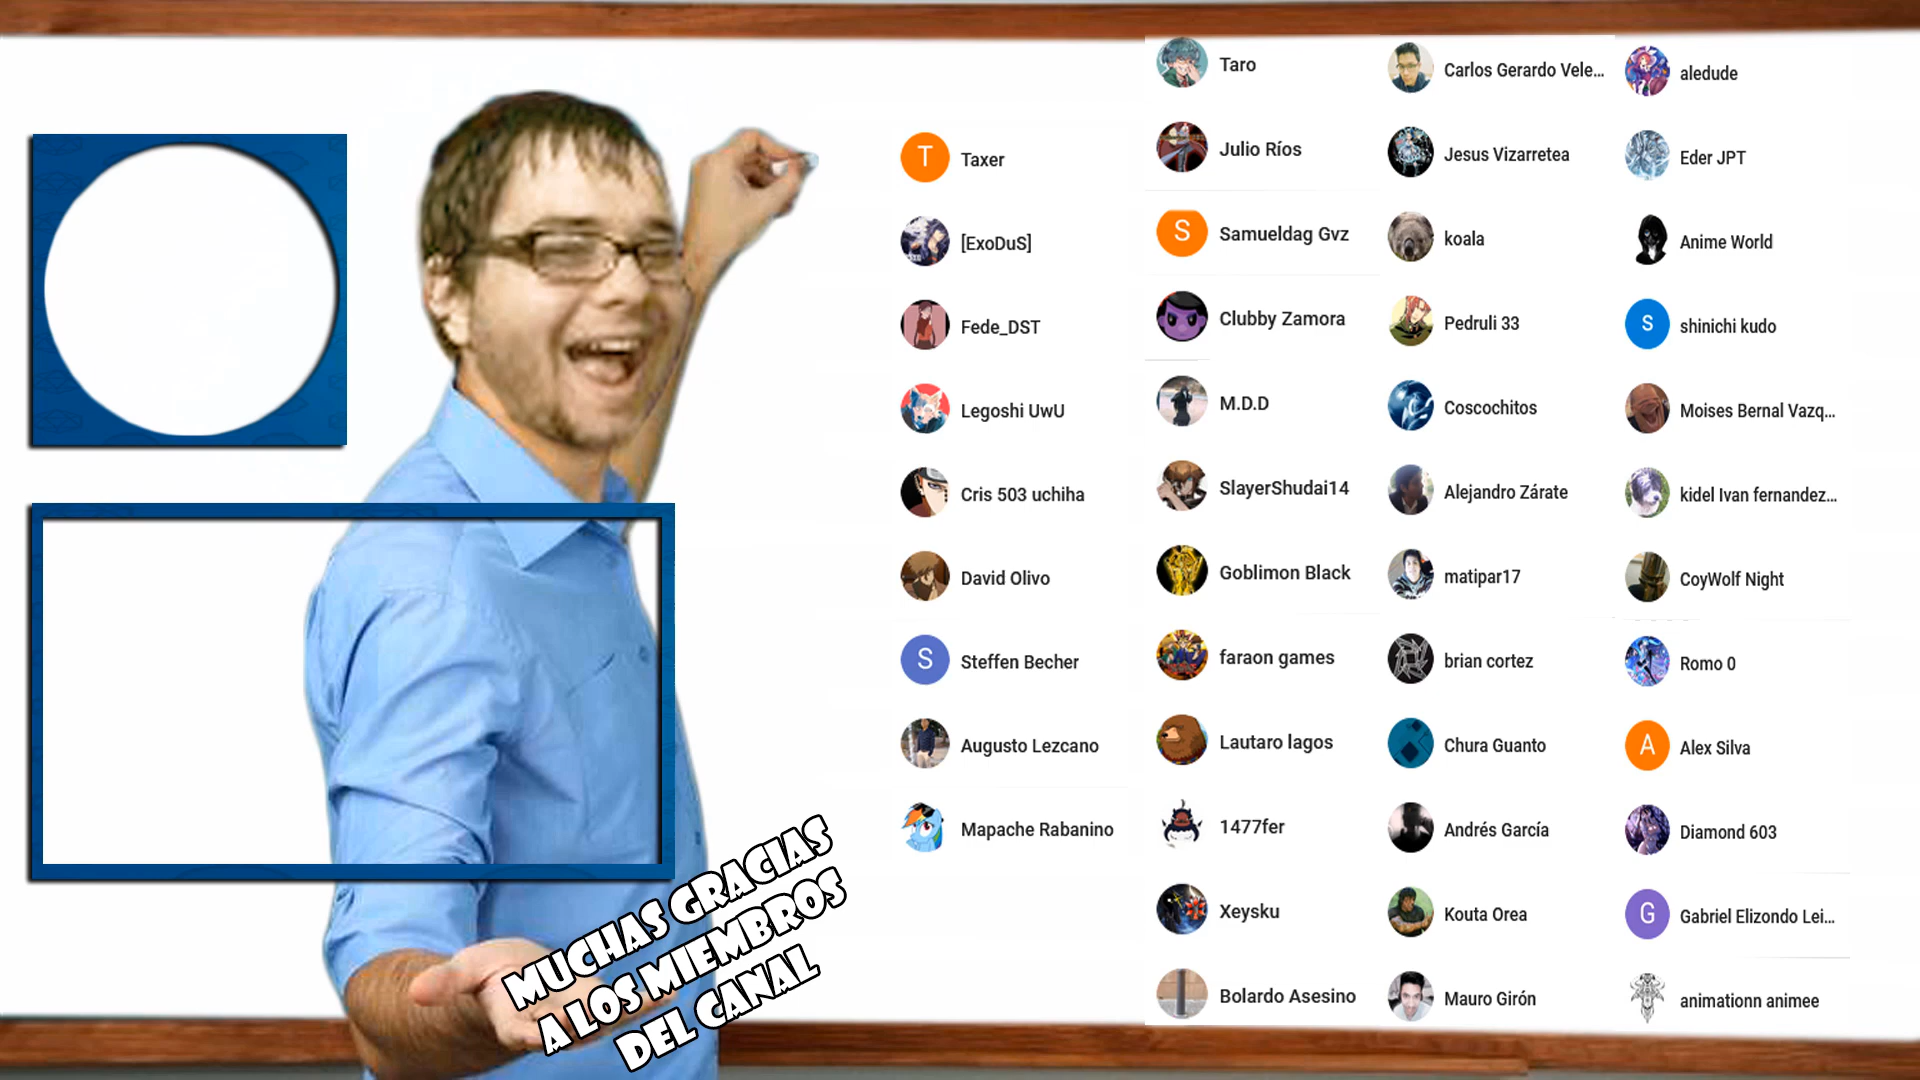 T Taxer
[ExoDuS]
Fede_DST
Legoshi UwU
Cris 503 uchiha
David Olivo
S Steffen Becher
Augusto Lezcano
Mapache Rabanino
Taro
Julio Ríos
S Samueldag Gvz
Clubby Zamora
M.D.D
SlayerShudai14
Goblimon Black
faraon games
Lautaro lagos
1477fer
Xeysku
Bolardo Asesino
Carlos Gerardo Vele...
Jesus Vizarretea
koala
Pedruli 33
Coscochitos
Alejandro Zárate
matipar17
brian cortez
Chura Guanto
Andrés García
Kouta Orea
Mauro Girón
aledude
Eder JPT
Anime World
S shinichi kudo
Moises Bernal Vazq...
kidel Ivan fernandez...
CoyWolf Night
Romo 0
A Alex Silva
Diamond 603
G Gabriel Elizondo Lei...
animationn animee
MUCHAS GRACIAS
A LOS MIEMBROS
DEL CANAL